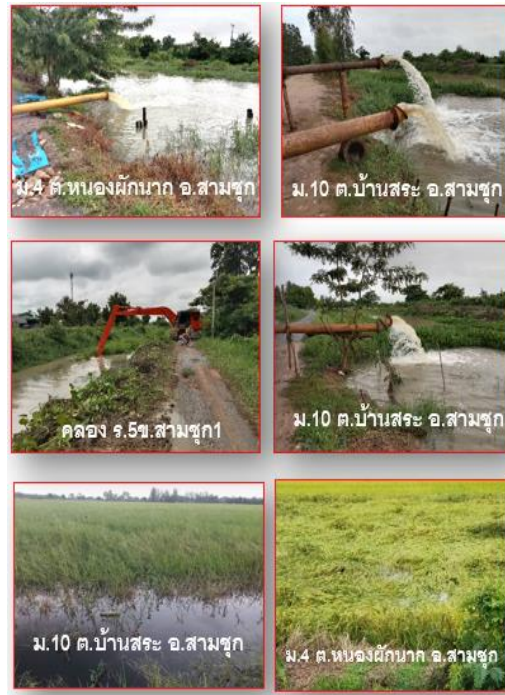 ม.4 ต.หนองผักนาก อ.สามชุก
ม.10 ต.บ้านสระ อ.สามชุก
คลอง ร.5ข.สามชุก1
ม.10 ต.บ้านสระ อ.สามชุก
ม.10 ต.บ้านสระ อ.สามชุก
ม.4 ต.หนองผักนาก อ.สามชุก